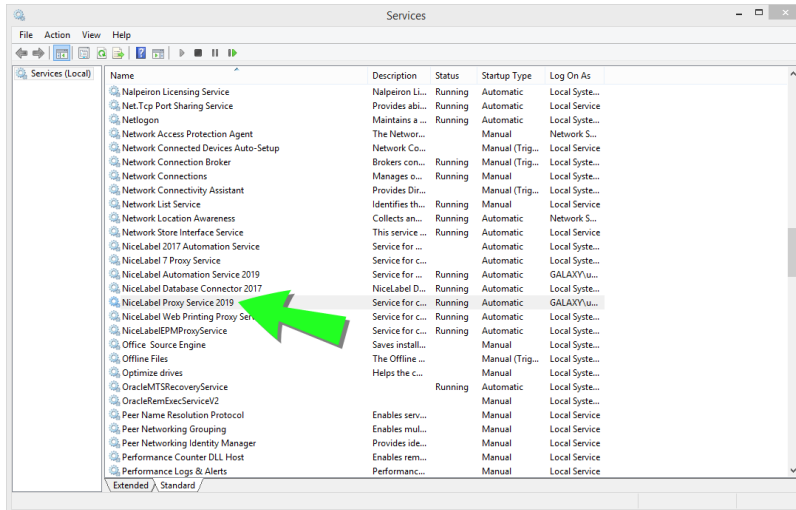 Services
File Action View Help
Services (Local)
Name Description Status Startup Type Log On As
Nalpeiron Licensing Service Nalpeiron Li... Running Automatic Local Syste...
Net.Tcp Port Sharing Service Provides abi... Running Automatic Local Service
Netlogon Maintains a ... Running Automatic Local Syste...
Network Access Protection Agent The Networ... Manual Network S...
Network Connected Devices Auto-Setup Network Co... Manual (Trig... Local Service
Network Connection Broker Brokers con... Running Manual (Trig... Local Syste...
Network Connections Manages o... Running Manual Local Syste...
Network Connectivity Assistant Provides Dir... Manual (Trig... Local Syste...
Network List Service Identifies th... Running Manual Local Service
Network Location Awareness Collects an... Running Automatic Network S...
Network Store Interface Service This service ... Running Automatic Local Service
NiceLabel 2017 Automation Service Service for ... Automatic Local Syste...
NiceLabel 7 Proxy Service Service for c... Automatic Local Syste...
NiceLabel Automation Service 2019 Service for ... Running Automatic GALAXY\u...
NiceLabel Database Connector 2017 NiceLabel D... Running Automatic Local Syste...
NiceLabel Proxy Service 2019 Service for c... Running Automatic GALAXY\u...
NiceLabel Web Printing Proxy Service for c... Running Automatic Local Syste...
NiceLabelEPMProxyService Service for c... Running Automatic Local Syste...
Office Source Engine Saves install... Manual Local Syste...
Offline Files The Offline ... Manual (Trig... Local Syste...
Optimize drives Helps the c... Manual Local Syste...
OracleMTSRecoveryService Running Automatic Local Syste...
OracleRemExecServiceV2 Manual Local Syste...
Peer Name Resolution Protocol Enables serv... Manual Local Service
Peer Networking Grouping Enables mul... Manual Local Service
Peer Networking Identity Manager Provides ide... Manual Local Service
Performance Counter DLL Host Enables rem... Manual Local Service
Performance Logs & Alerts Performanc... Manual Local Service
Extended Standard